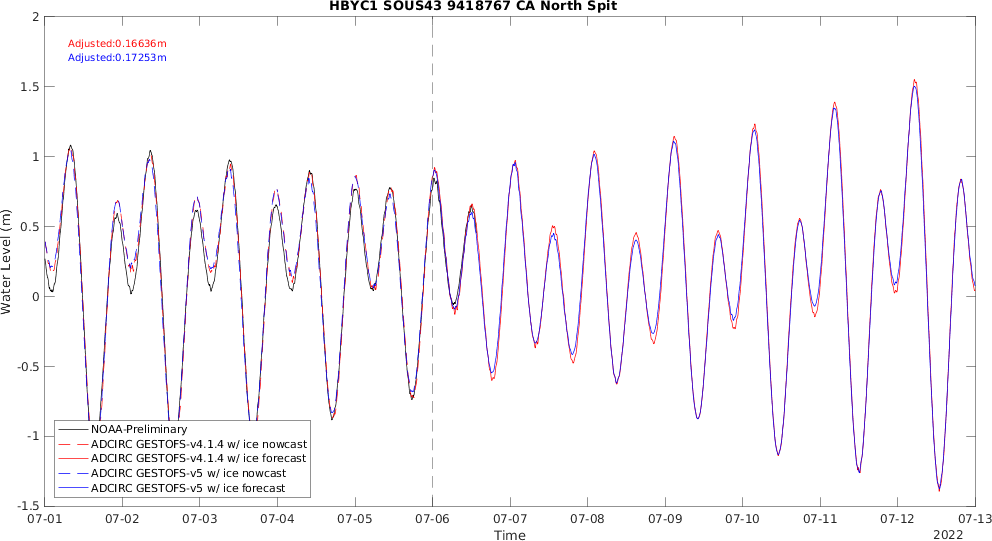 HBYC1 SOUS43 9418767 CA North Spit
2
1.5
1
0.5
0
-0.5
-1
-1.5
Water Level (m)
Adjusted:0.16636m
Adjusted:0.17253m
NOAA-Preliminary
ADCIRC GESTOFS-v4.1.4 w/ ice nowcast
ADCIRC GESTOFS-v4.1.4 w/ ice forecast
ADCIRC GESTOFS-v5 w/ ice nowcast
ADCIRC GESTOFS-v5 w/ ice forecast
07-01 07-02 07-03 07-04 07-05 07-06 07-07 07-08 07-09 07-10 07-11 07-12 07-13
Time
2022